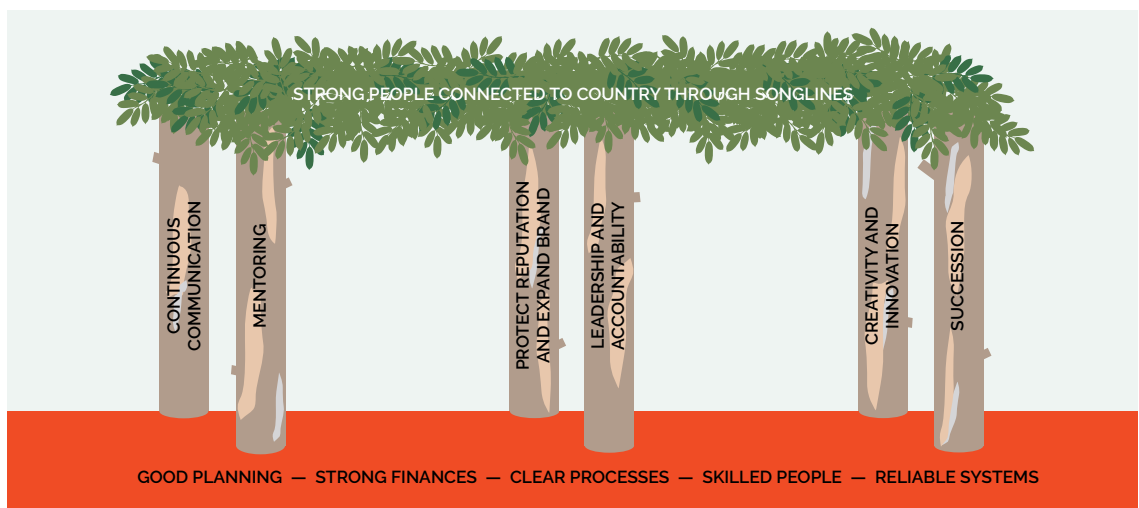 STRONG PEOPLE CONNECTED TO COUNTRY THROUGH SONGLINES
CONTINUOUS
COMMUNICATION
MENTORING
PROTECT REPUTATION
AND EXPAND BRAND
LEADERSHIP AND
ACCOUNTABILITY
CREATIVITY AND
INNOVATION
SUCCESSION
GOOD PLANNING — STRONG FINANCES — CLEAR PROCESSES — SKILLED PEOPLE — RELIABLE SYSTEMS